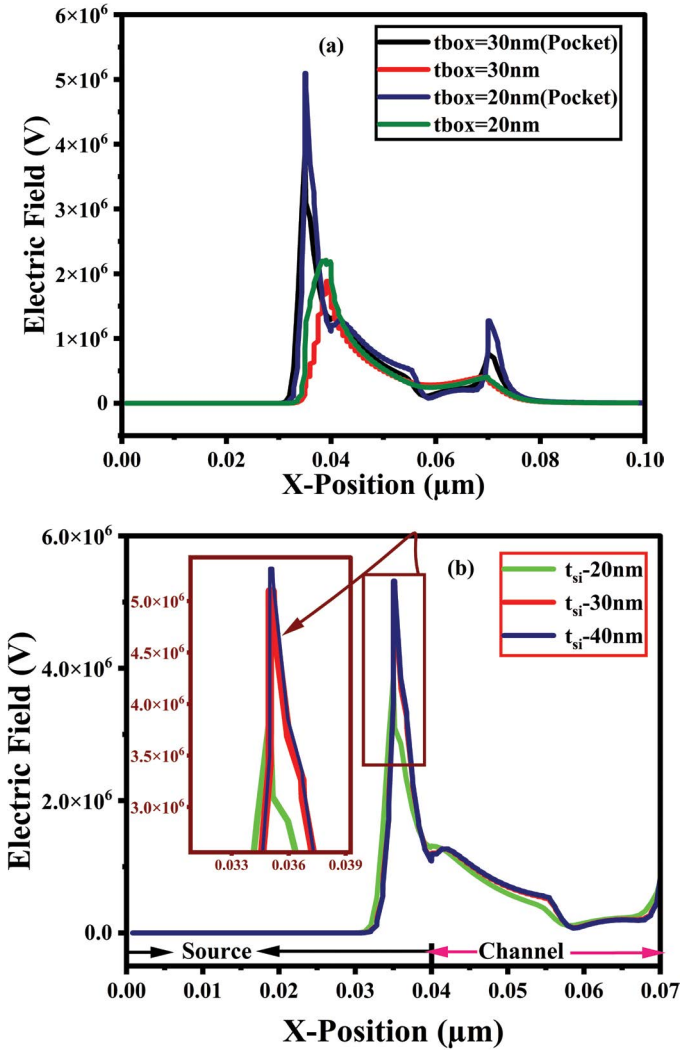 (a)
tbox=30nm(Pocket)
tbox=30nm
tbox=20nm(Pocket)
tbox=20nm
Electric Field (V)
6×10⁶
5×10⁶
4×10⁶
3×10⁶
2×10⁶
1×10⁶
0
0.00 0.02 0.04 0.06 0.08 0.10
X-Position (μm)
(b)
t_si-20nm
t_si-30nm
t_si-40nm
Electric Field (V)
6.0×10⁶
4.0×10⁶
2.0×10⁶
0.0
5.0×10⁶
4.5×10⁶
4.0×10⁶
3.5×10⁶
3.0×10⁶
0.033 0.036 0.039
Source Channel
0.00 0.01 0.02 0.03 0.04 0.05 0.06 0.07
X-Position (μm)